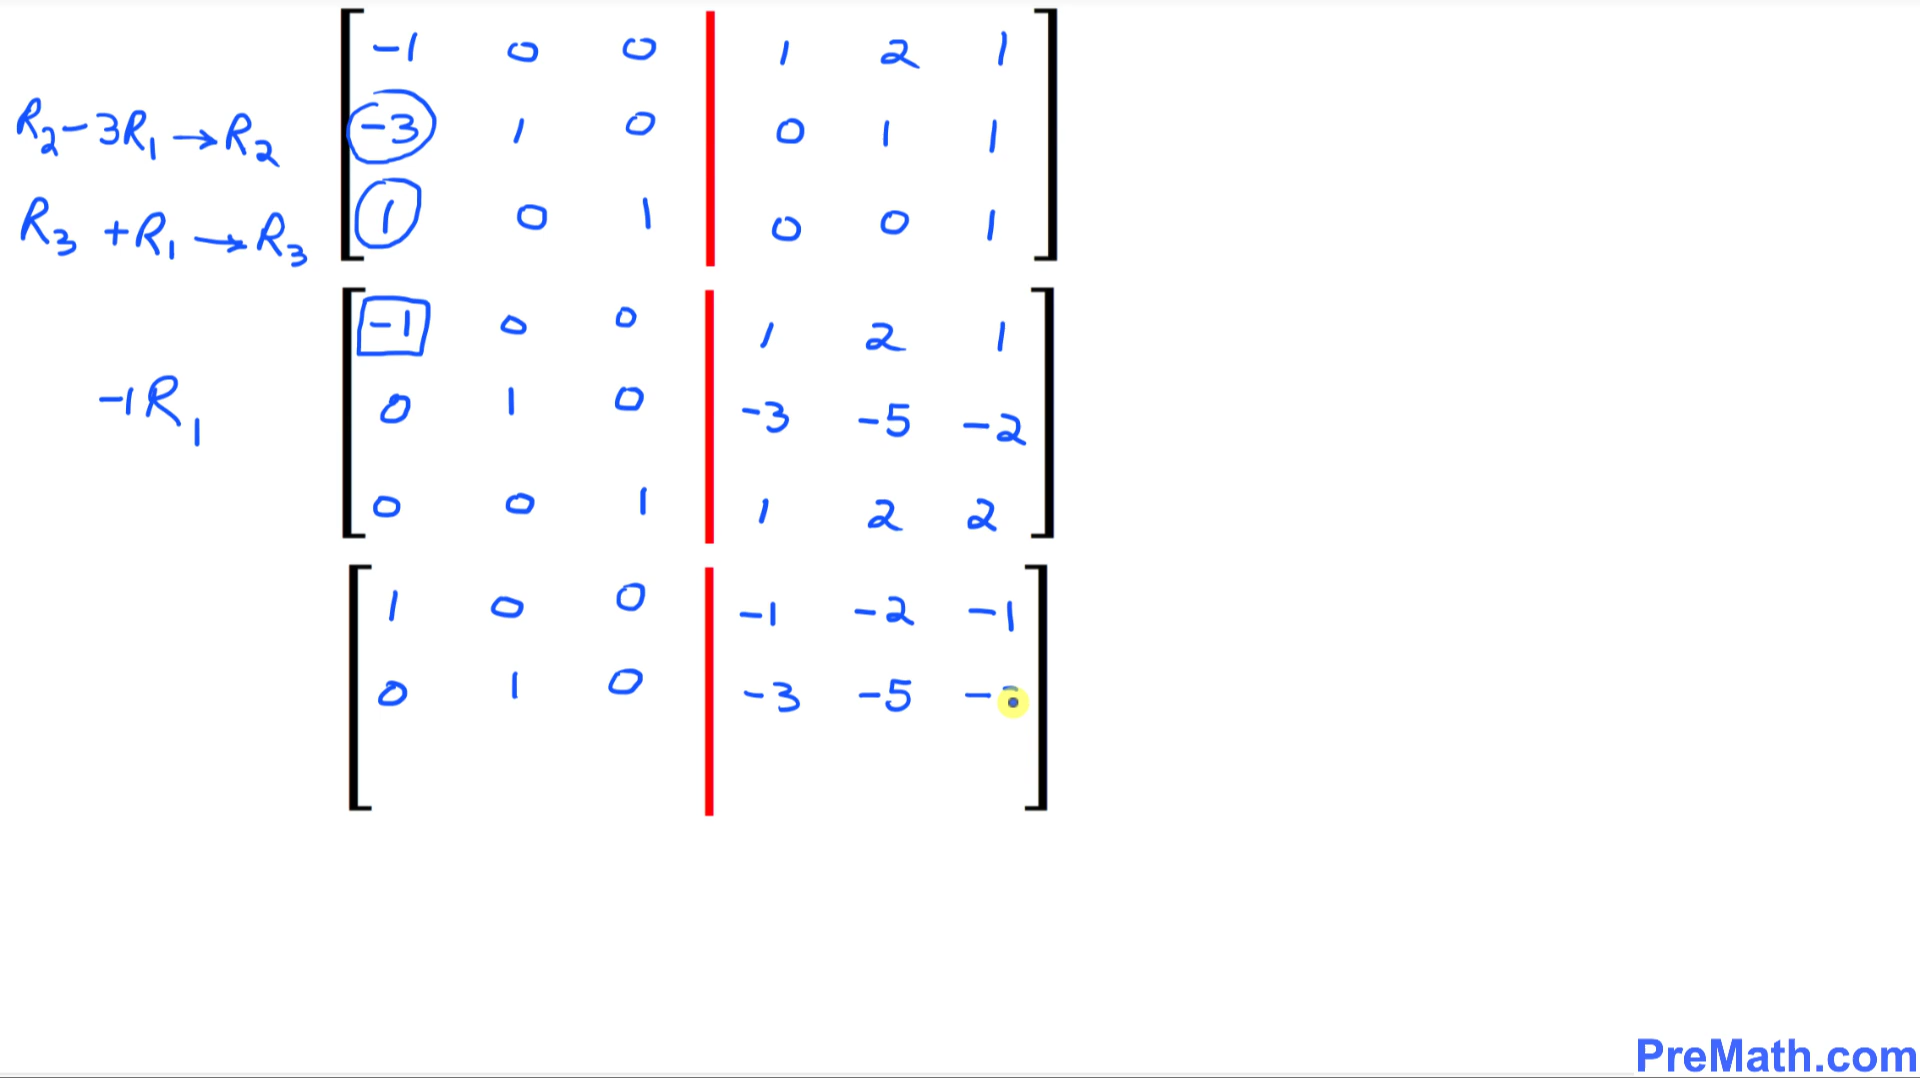 -1 0 0 1 2 1
R2 - 3R1 → R2 -3 1 0 0 1 1
R3 + R1 → R3 1 0 1 0 0 1
-1 0 0 1 2 1
-1R1 0 1 0 -3 -5 -2
0 0 1 1 2 2
1 0 0 -1 -2 -1
0 1 0 -3 -5 -
PreMath.com